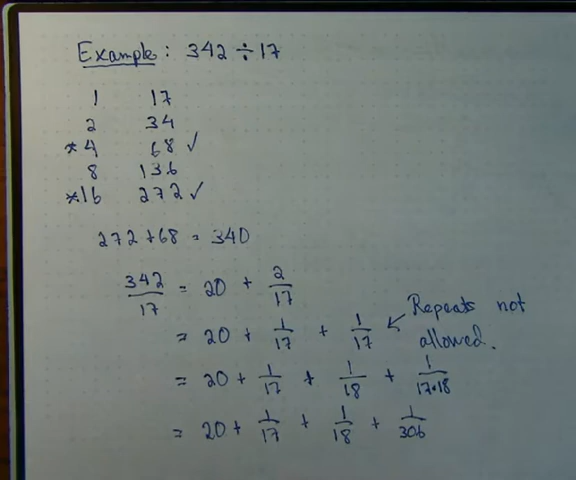 Example: 342 ÷ 17
1 17
2 34
*4 68 ✓
8 136
*16 272 ✓
272+68 = 340
342/17 = 20 + 2/17
= 20 + 1/17 + 1/17 ← Repeats not allowed.
= 20 + 1/17 + 1/18 + 1/17•18
= 20 + 1/17 + 1/18 + 1/306